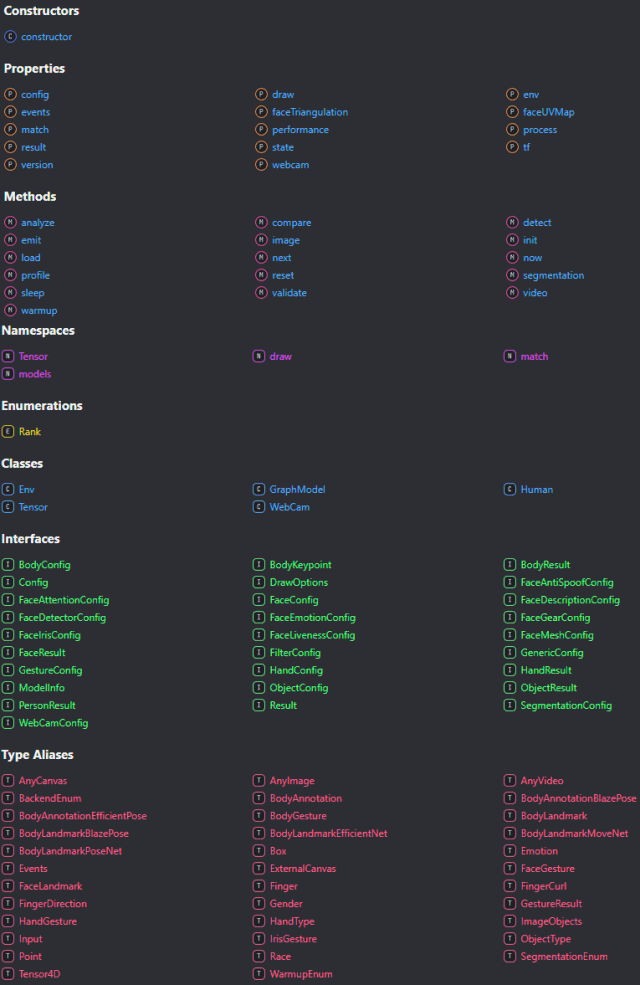 Constructors
C constructor
Properties
P config P draw P env
P events P faceTriangulation P faceUVMap
P match P performance P process
P result P state P tf
P version P webcam
Methods
M analyze M compare M detect
M emit M image M init
M load M next M now
M profile M reset M segmentation
M sleep M validate M video
M warmup
Namespaces
N Tensor N draw N match
N models
Enumerations
E Rank
Classes
C Env C GraphModel C Human
C Tensor C WebCam
Interfaces
I BodyConfig I BodyKeypoint I BodyResult
I Config I DrawOptions I FaceAntiSpoofConfig
I FaceAttentionConfig I FaceConfig I FaceDescriptionConfig
I FaceDetectorConfig I FaceEmotionConfig I FaceGearConfig
I FaceIrisConfig I FaceLivenessConfig I FaceMeshConfig
I FaceResult I FilterConfig I GenericConfig
I GestureConfig I HandConfig I HandResult
I ModelInfo I ObjectConfig I ObjectResult
I PersonResult I Result I SegmentationConfig
I WebCamConfig
Type Aliases
T AnyCanvas T AnyImage T AnyVideo
T BackendEnum T BodyAnnotation T BodyAnnotationBlazePose
T BodyAnnotationEfficientPose T BodyGesture T BodyLandmark
T BodyLandmarkBlazePose T BodyLandmarkEfficientNet T BodyLandmarkMoveNet
T BodyLandmarkPoseNet T Box T Emotion
T Events T ExternalCanvas T FaceGesture
T FaceLandmark T Finger T FingerCurl
T FingerDirection T Gender T GestureResult
T HandGesture T HandType T ImageObjects
T Input T IrisGesture T ObjectType
T Point T Race T SegmentationEnum
T Tensor4D T WarmupEnum